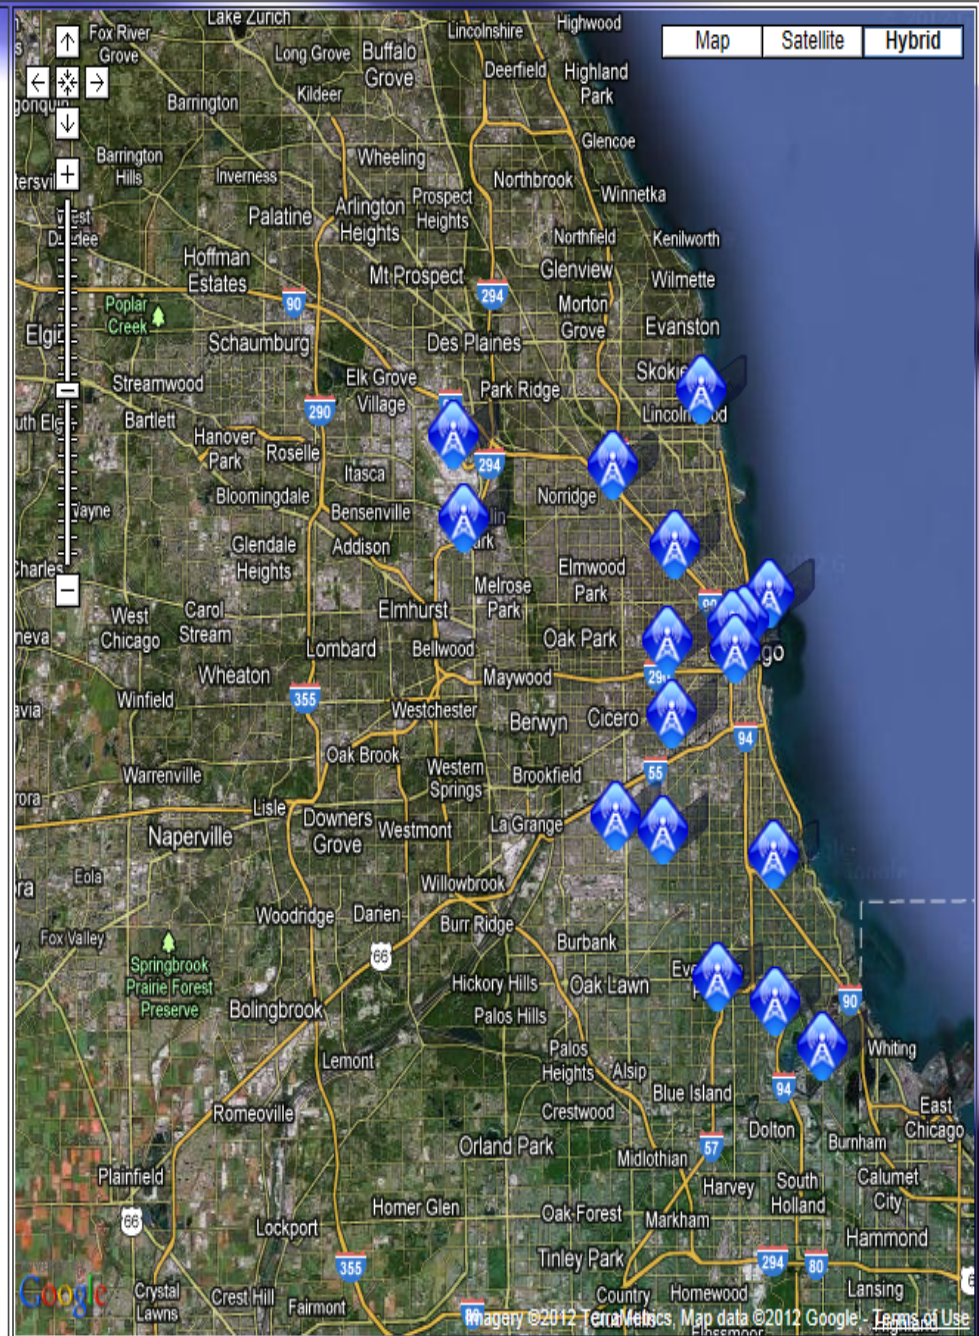 Lake Zurich
Highwood
Fox River
Grove
Lincolnshire
Map
Satellite
Hybrid
Long Grove
Buffalo
Grove
Deerfield
Highland
Park
Kildeer
Barrington
Glencoe
Barrington
Hills
Wheeling
Inverness
Northbrook
Winnetka
Palatine
Arlington
Heights
Prospect
Heights
West
Dundee
Northfield
Kenilworth
Hoffman
Estates
Mt Prospect
Glenview
Wilmette
90
294
Poplar
Creek
Morton
Grove
Evanston
Schaumburg
Des Plaines
Skokie
Streamwood
Elk Grove
Village
Park Ridge
Bartlett
290
Hanover
Park
Roselle
Itasca
294
Norridge
Bloomingdale
Bensenville
Addison
Glendale
Heights
Elmwood
Park
Melrose
Park
West
Chicago
Carol
Stream
Elmhurst
90
Lombard
Bellwood
Oak Park
Wheaton
Maywood
290
Winfield
355
Westchester
Berwyn
Cicero
94
Oak Brook
Warrenville
Western
Springs
Brookfield
55
Lisle
Downers
Grove
Westmont
La Grange
Naperville
Eola
Willowbrook
Woodridge
Darien
Burr Ridge
Fox Valley
66
Burbank
Springbrook
Prairie Forest
Preserve
Hickory Hills
Oak Lawn
Bolingbrook
Palos Hills
90
Lemont
Palos
Heights
Alsip
Whiting
Blue Island
94
Romeoville
Crestwood
East
Chicago
Dolton
Burnham
Orland Park
57
Midlothian
Plainfield
Harvey
South
Holland
Calumet
City
66
Homer Glen
Oak Forest
Markham
Lockport
Hammond
Tinley Park
355
294
80
Google
Crystal
Lawns
Crest Hill
Fairmont
Country
Homewood
Lansing
80
Imagery ©2012 TerraMetrics, Map data ©2012 Google - Terms of Use